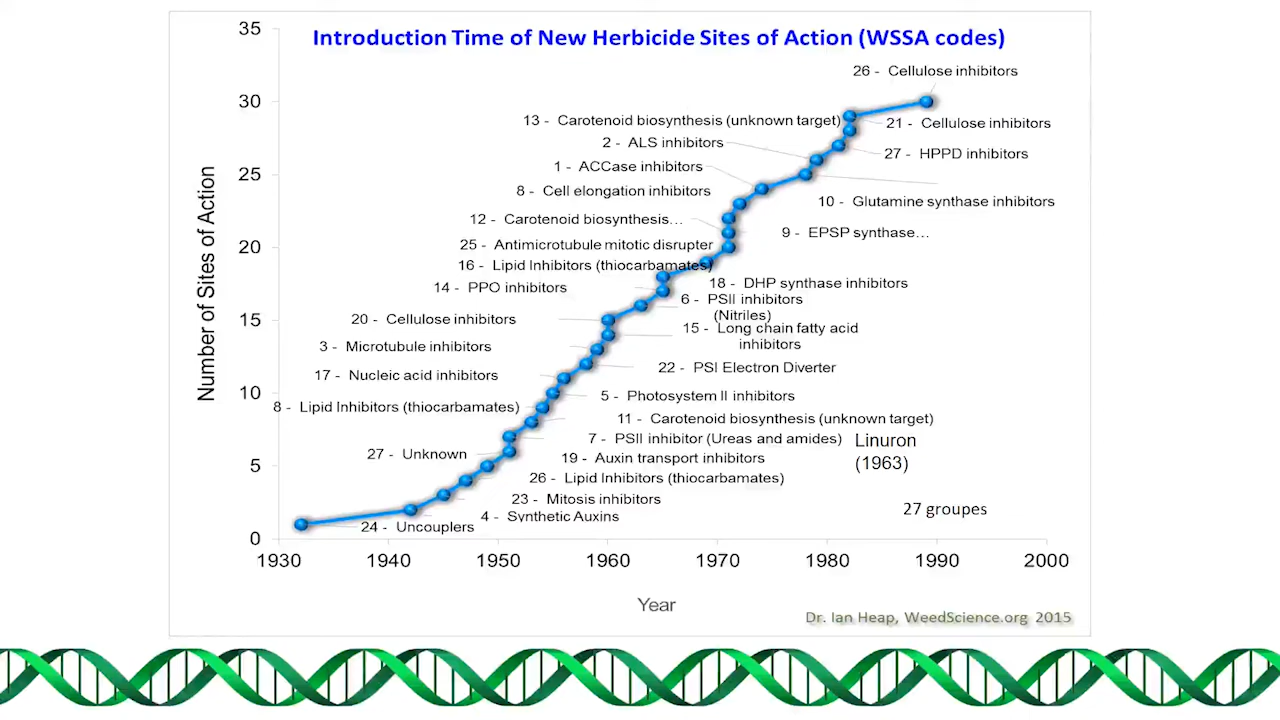 Introduction Time of New Herbicide Sites of Action (WSSA codes)
35
30
25
20
15
10
5
0
Number of Sites of Action
26 - Cellulose inhibitors
13 - Carotenoid biosynthesis (unknown target)
21 - Cellulose inhibitors
2 - ALS inhibitors
27 - HPPD inhibitors
1 - ACCase inhibitors
8 - Cell elongation inhibitors
10 - Glutamine synthase inhibitors
12 - Carotenoid biosynthesis…
9 - EPSP synthase…
25 - Antimicrotubule mitotic disrupter
16 - Lipid Inhibitors (thiocarbamates)
18 - DHP synthase inhibitors
14 - PPO inhibitors
6 - PSII inhibitors
(Nitriles)
20 - Cellulose inhibitors
15 - Long chain fatty acid
inhibitors
3 - Microtubule inhibitors
22 - PSI Electron Diverter
17 - Nucleic acid inhibitors
5 - Photosystem II inhibitors
8 - Lipid Inhibitors (thiocarbamates)
11 - Carotenoid biosynthesis (unknown target)
7 - PSII inhibitor (Ureas and amides)
Linuron
(1963)
27 - Unknown
19 - Auxin transport inhibitors
26 - Lipid Inhibitors (thiocarbamates)
23 - Mitosis inhibitors
27 groupes
4 - Synthetic Auxins
24 - Uncouplers
1930 1940 1950 1960 1970 1980 1990 2000
Year
Dr. Ian Heap, WeedScience.org 2015